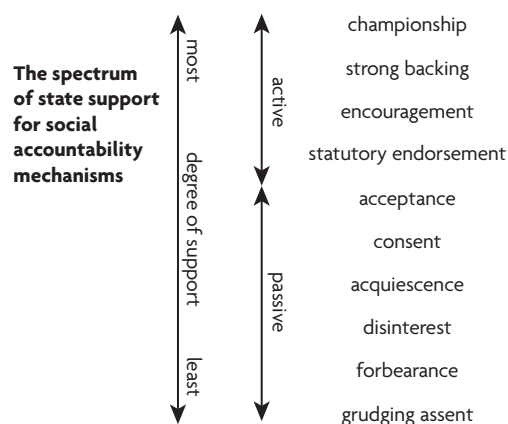 The spectrum
of state support
for social
accountability
mechanisms
most
degree of support
least
active
passive
championship
strong backing
encouragement
statutory endorsement
acceptance
consent
acquiescence
disinterest
forbearance
grudging assent